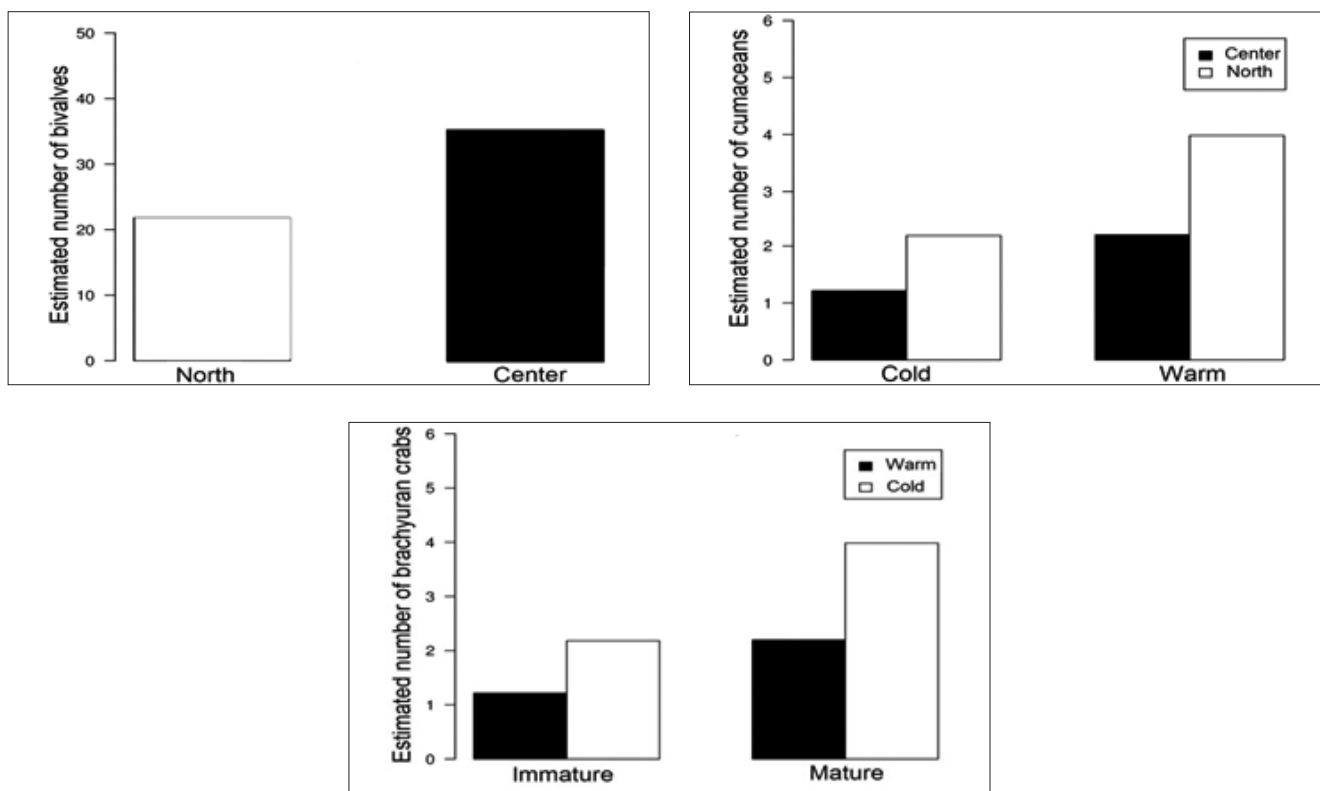 Estimated number of bivalves
50
40
30
20
10
0
North
Center
Estimated number of cumaceans
6
5
4
3
2
1
0
Center
North
Cold
Warm
Estimated number of brachyuran crabs
6
5
4
3
2
1
0
Warm
Cold
Immature
Mature